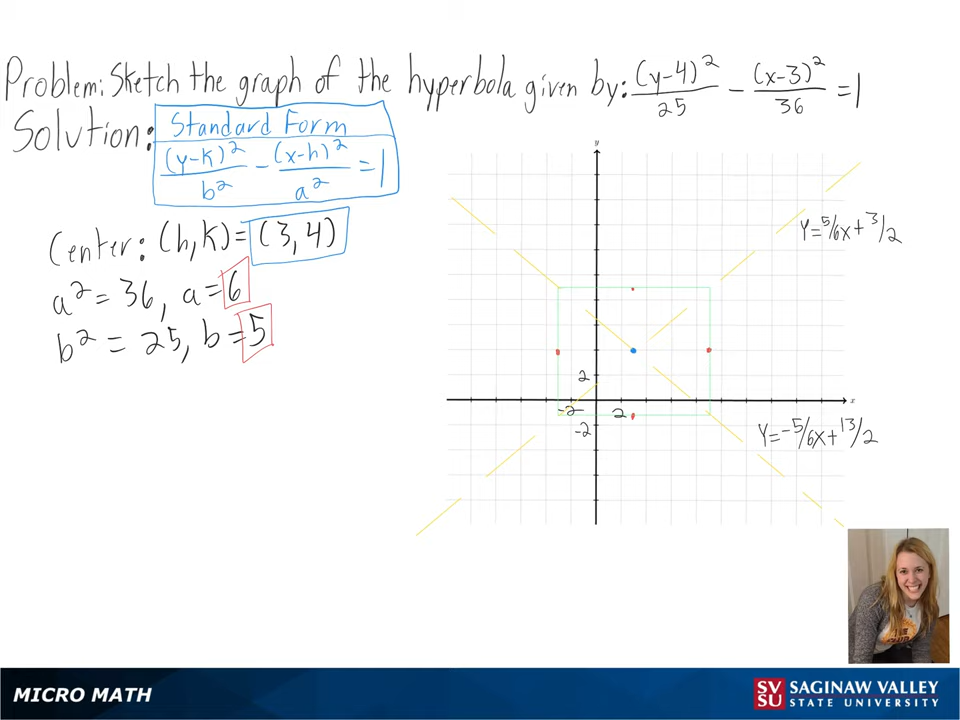 Problem: Sketch the graph of the hyperbola given by: (y-4)²/25 - (x-3)²/36 = 1
Solution:
Standard Form
(y-k)²/b² - (x-h)²/a² = 1
Center: (h,k) = (3,4)
a² = 36, a = 6
b² = 25, b = 5
y
Y=5/6x+3/2
2
-2
2
x
-2
Y=-5/6x+13/2
MICRO MATH
SV
SU
SAGINAW VALLEY
STATE UNIVERSITY